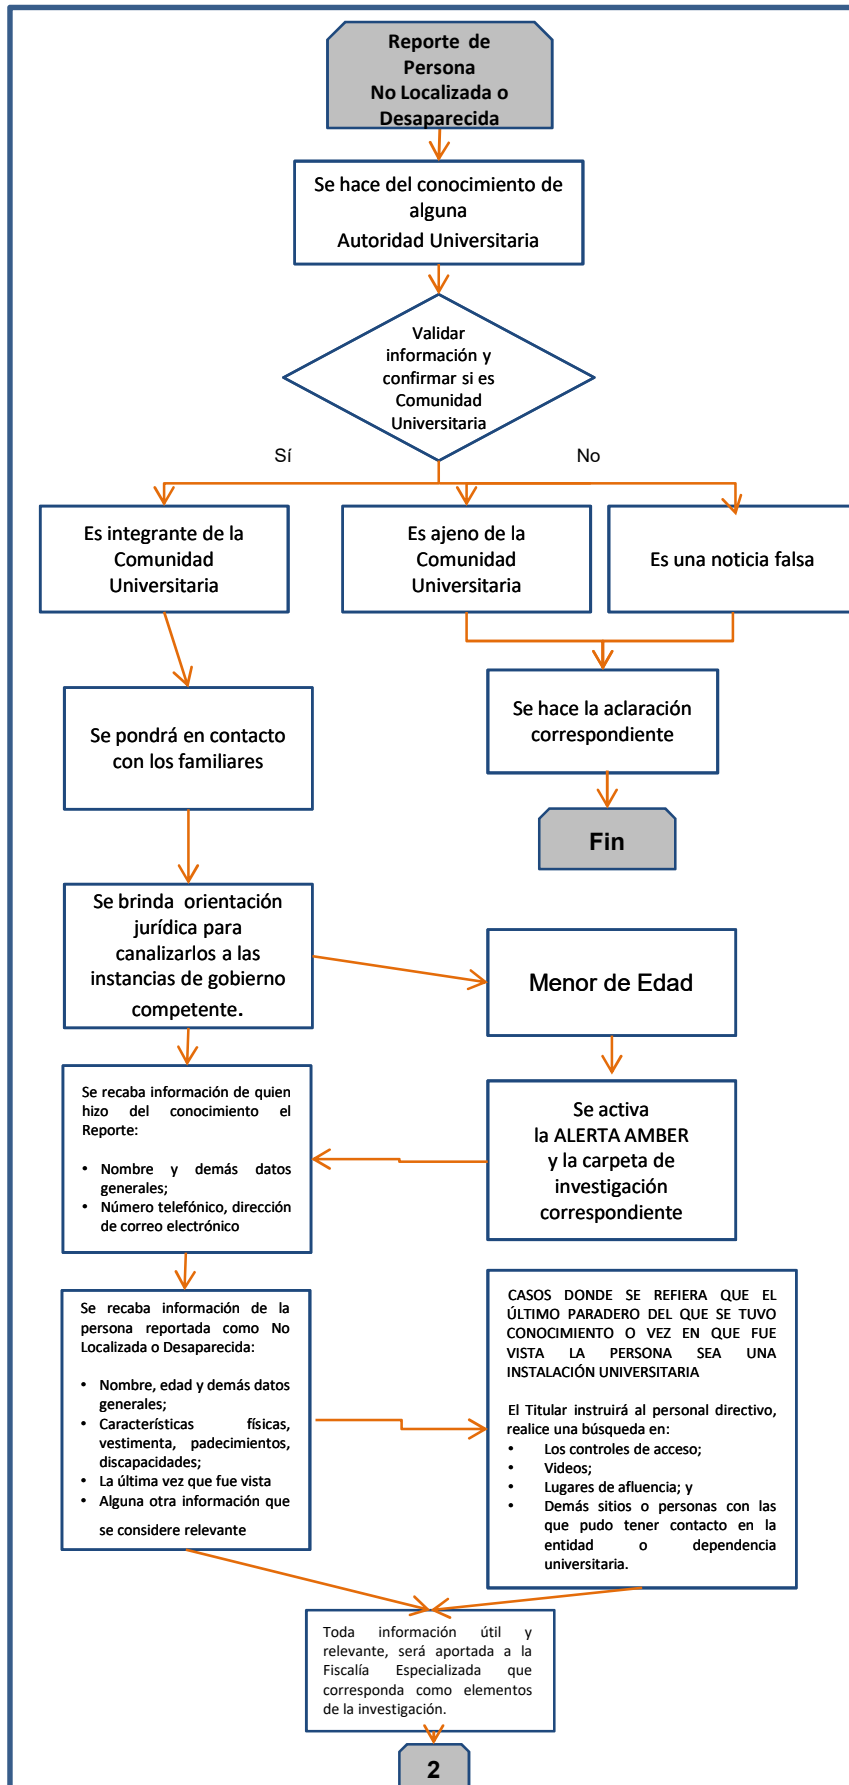 Reporte de
Persona
No Localizada o
Desaparecida
Se hace del conocimiento de
alguna
Autoridad Universitaria
Validar
información y
confirmar si es
Comunidad
Universitaria
Sí
No
Es integrante de la
Comunidad
Universitaria
Es ajeno de la
Comunidad
Universitaria
Es una noticia falsa
Se pondrá en contacto
con los familiares
Se hace la aclaración
correspondiente
Fin
Se brinda orientación
jurídica para
canalizarlos a las
instancias de gobierno
competente.
Menor de Edad
Se recaba información de quien
hizo del conocimiento el
Reporte:
• Nombre y demás datos
generales;
• Número telefónico, dirección
de correo electrónico
Se activa
la ALERTA AMBER
y la carpeta de
investigación
correspondiente
Se recaba información de la
persona reportada como No
Localizada o Desaparecida:
• Nombre, edad y demás datos
generales;
• Características físicas,
vestimenta, padecimientos,
discapacidades;
• La última vez que fue vista
• Alguna otra información que
se considere relevante
CASOS DONDE SE REFIERA QUE EL
ÚLTIMO PARADERO DEL QUE SE TUVO
CONOCIMIENTO O VEZ EN QUE FUE
VISTA LA PERSONA SEA UNA
INSTALACIÓN UNIVERSITARIA
El Titular instruirá al personal directivo,
realice una búsqueda en:
• Los controles de acceso;
• Videos;
• Lugares de afluencia; y
• Demás sitios o personas con las
que pudo tener contacto en la
entidad o dependencia
universitaria.
Toda información útil y
relevante, será aportada a la
Fiscalía Especializada que
corresponda como elementos
de la investigación.
2